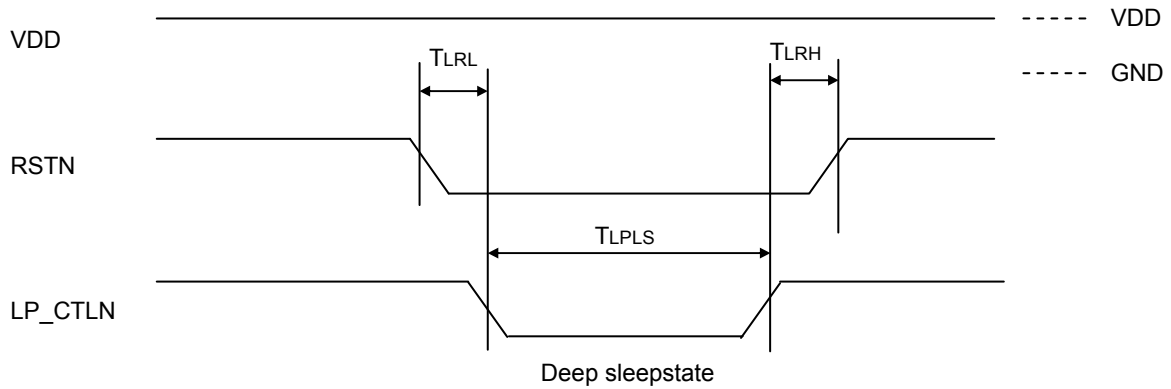 VDD
VDD
TLRL
TLRH
GND
RSTN
TLPLS
LP_CTLN
Deep sleepstate